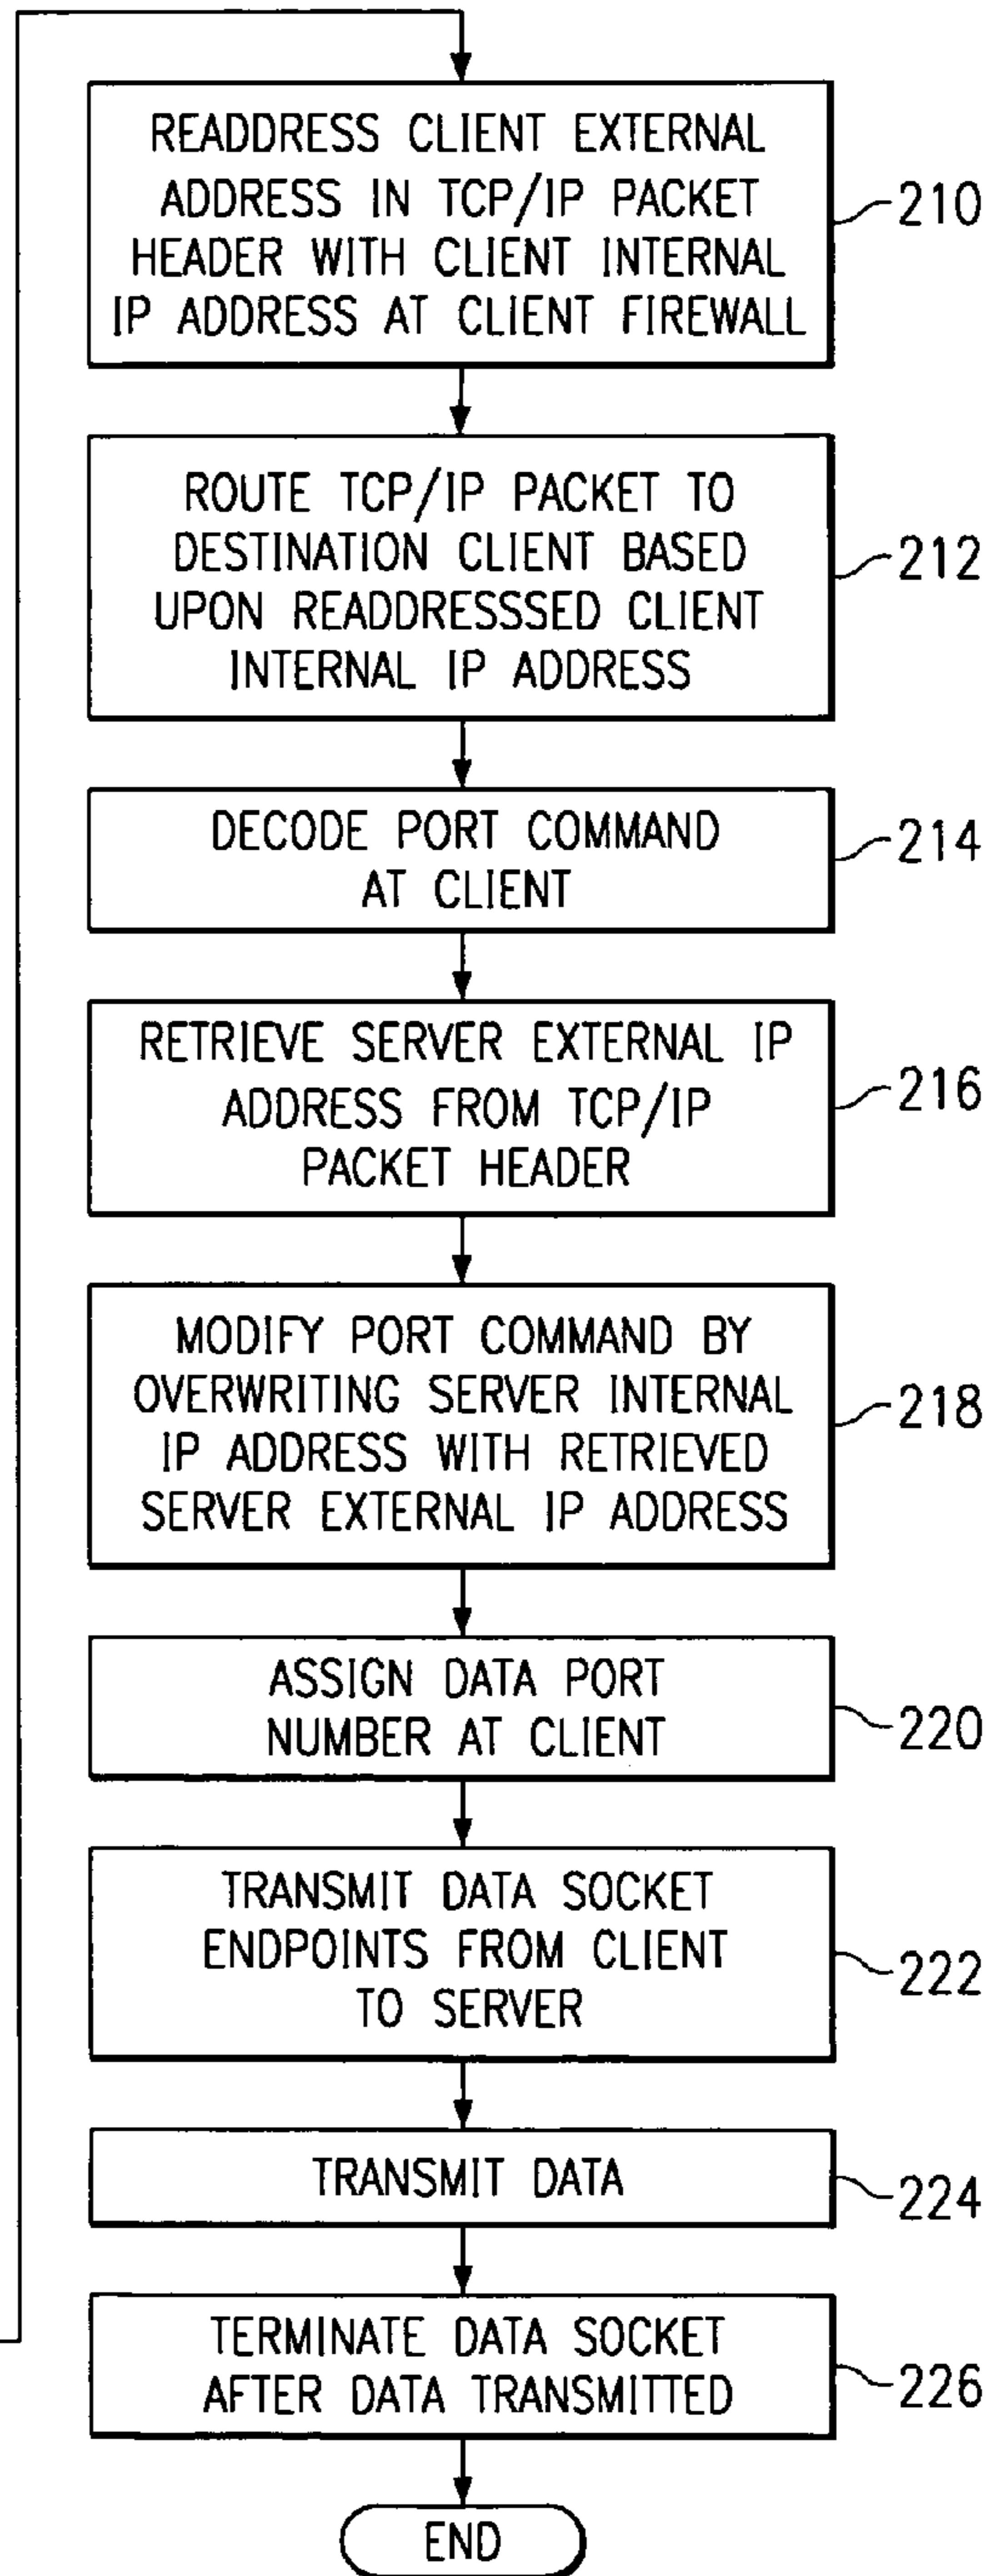 READDRESS CLIENT EXTERNAL
ADDRESS IN TCP/IP PACKET
HEADER WITH CLIENT INTERNAL
IP ADDRESS AT CLIENT FIREWALL
210
ROUTE TCP/IP PACKET TO
DESTINATION CLIENT BASED
UPON READDRESSSED CLIENT
INTERNAL IP ADDRESS
212
DECODE PORT COMMAND
AT CLIENT
214
RETRIEVE SERVER EXTERNAL IP
ADDRESS FROM TCP/IP
PACKET HEADER
216
MODIFY PORT COMMAND BY
OVERWRITING SERVER INTERNAL
IP ADDRESS WITH RETRIEVED
SERVER EXTERNAL IP ADDRESS
218
ASSIGN DATA PORT
NUMBER AT CLIENT
220
TRANSMIT DATA SOCKET
ENDPOINTS FROM CLIENT
TO SERVER
222
TRANSMIT DATA
224
TERMINATE DATA SOCKET
AFTER DATA TRANSMITTED
226
END